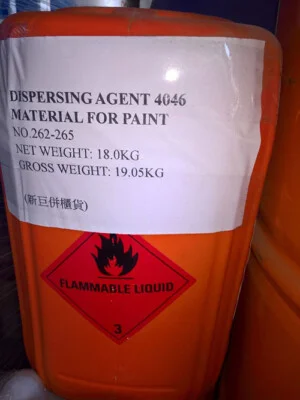 DISPERSING AGENT 4046
MATERIAL FOR PAINT
NO.262-265
NET WEIGHT: 18.0KG
GROSS WEIGHT: 19.05KG
(新巨併櫃貨)
FLAMMABLE LIQUID
3